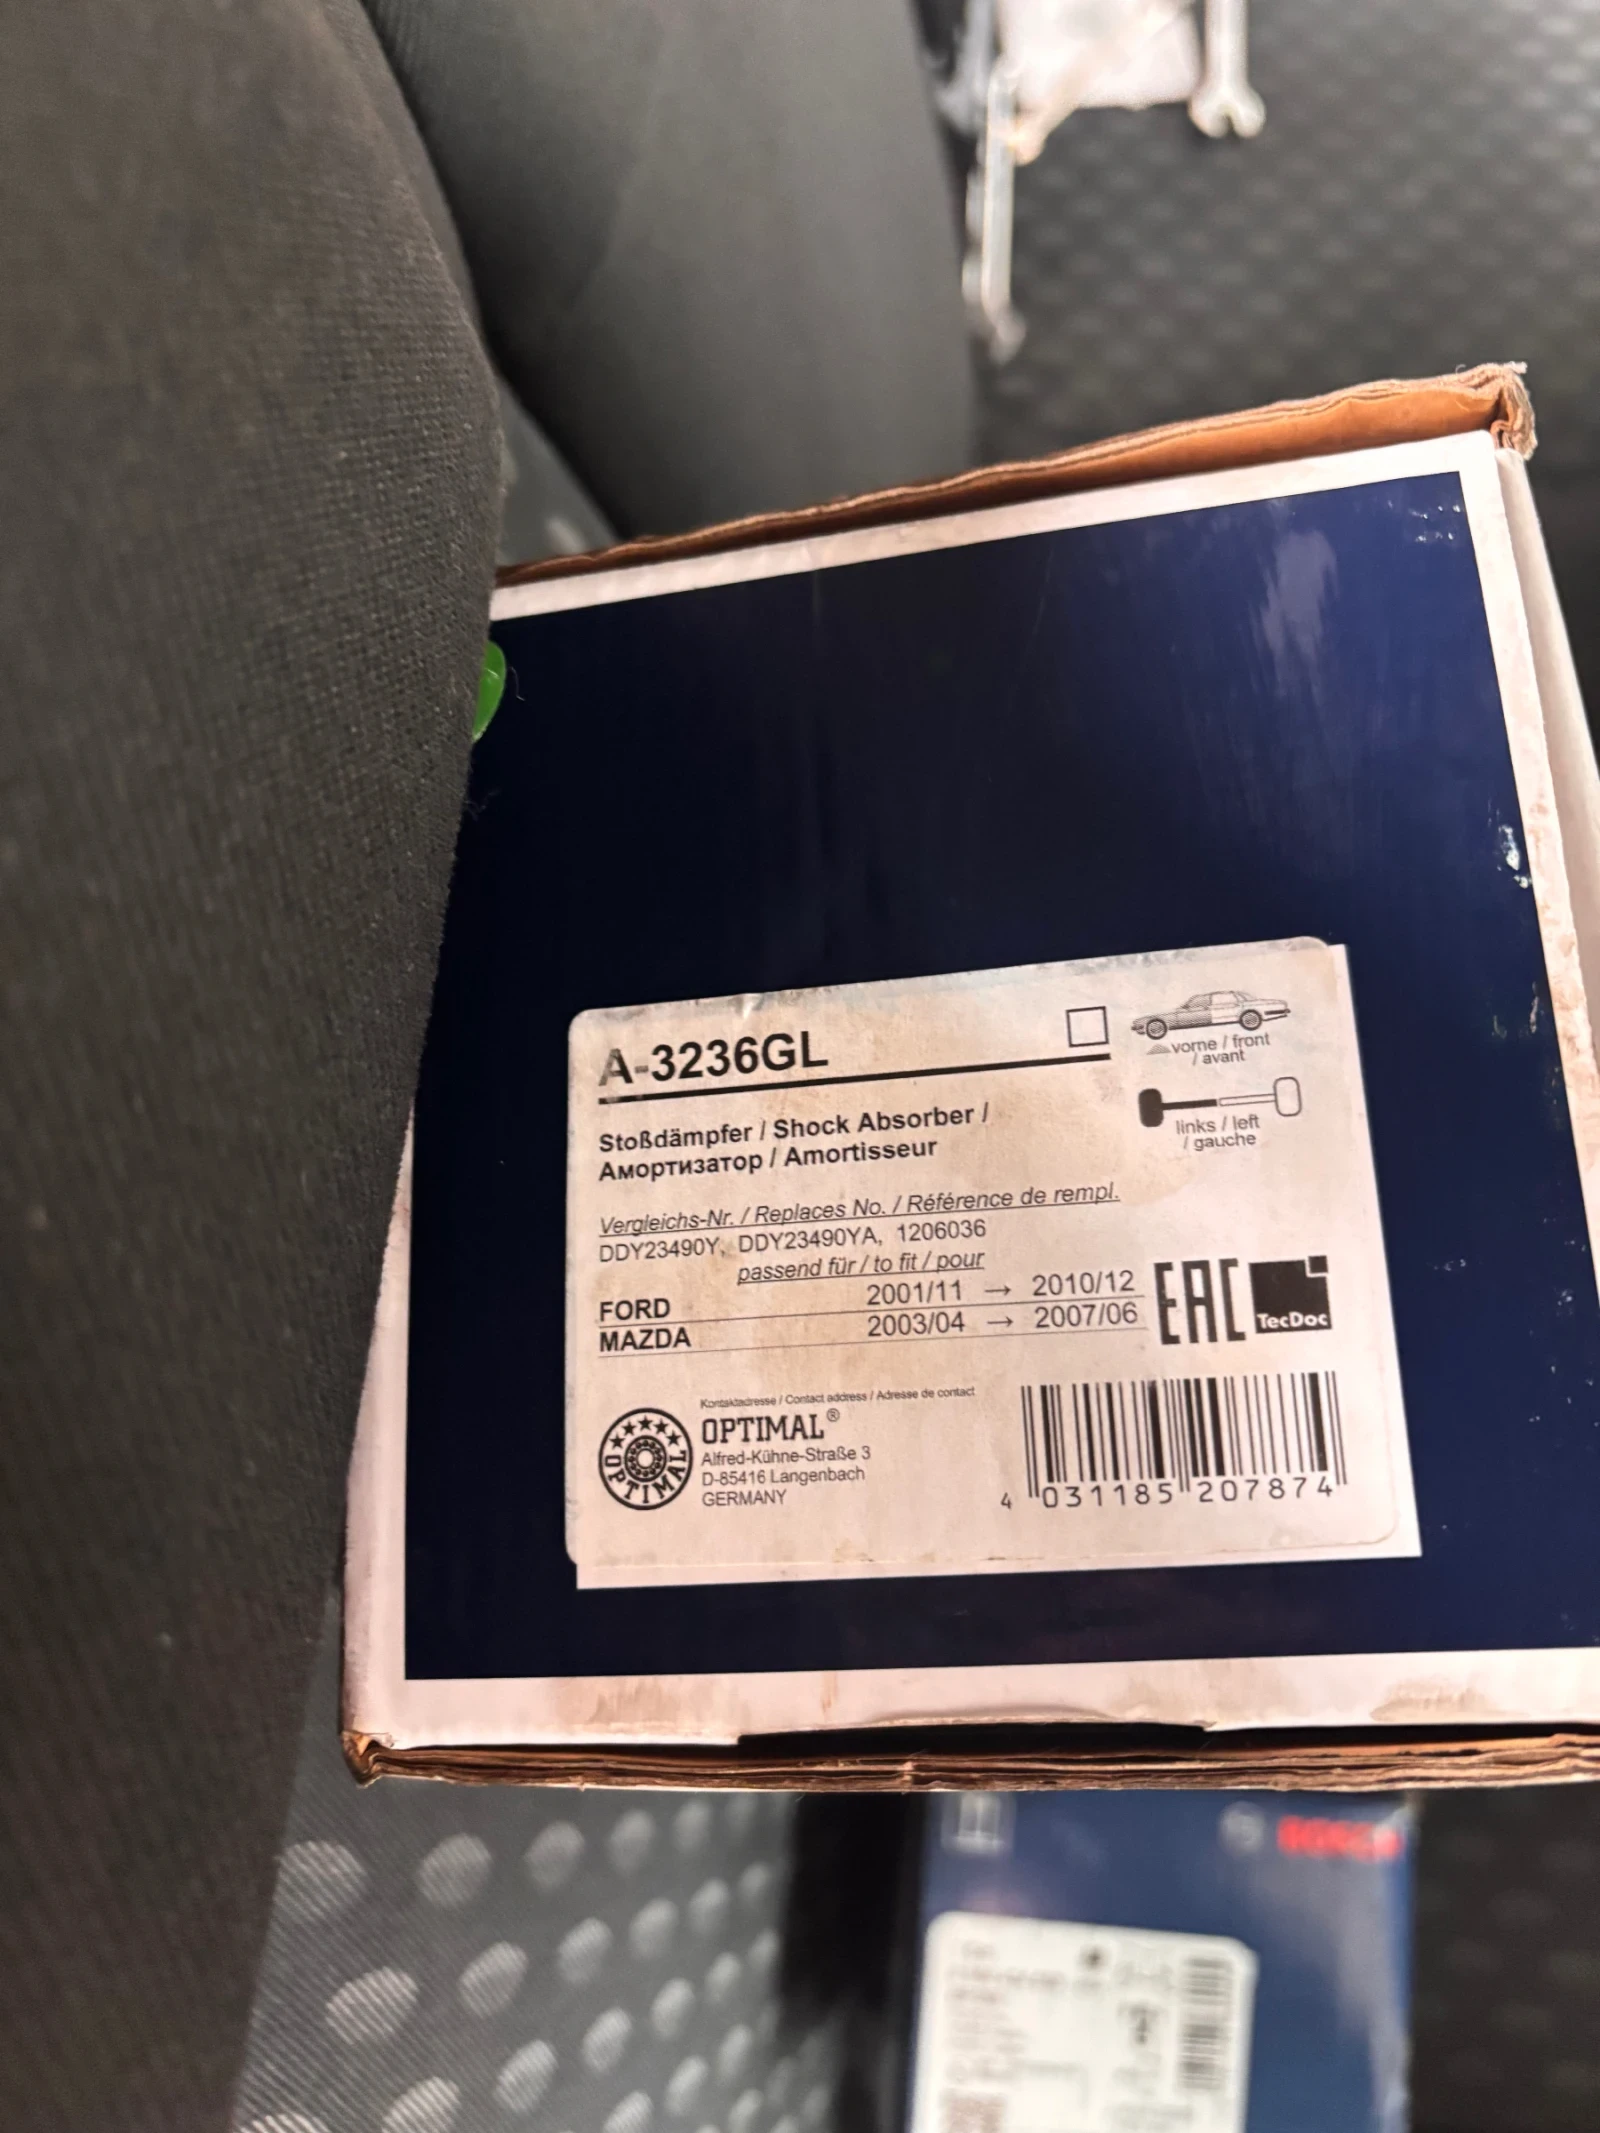 A-3236GL
vorne / front
/ avant
links / left
/ gauche
Stoßdämpfer / Shock Absorber /
Амортизатор / Amortisseur
Vergleichs-Nr. / Replaces No. / Référence de rempl.
DDY23490Y, DDY23490YA, 1206036
passend für / to fit / pour
FORD 2001/11 → 2010/12
MAZDA 2003/04 → 2007/06
EAC
TecDoc
Kontaktadresse / Contact address / Adresse de contact
OPTIMAL
OPTIMAL®
Alfred-Kühne-Straße 3
D-85416 Langenbach
GERMANY
4 031185 207874
BOSCH